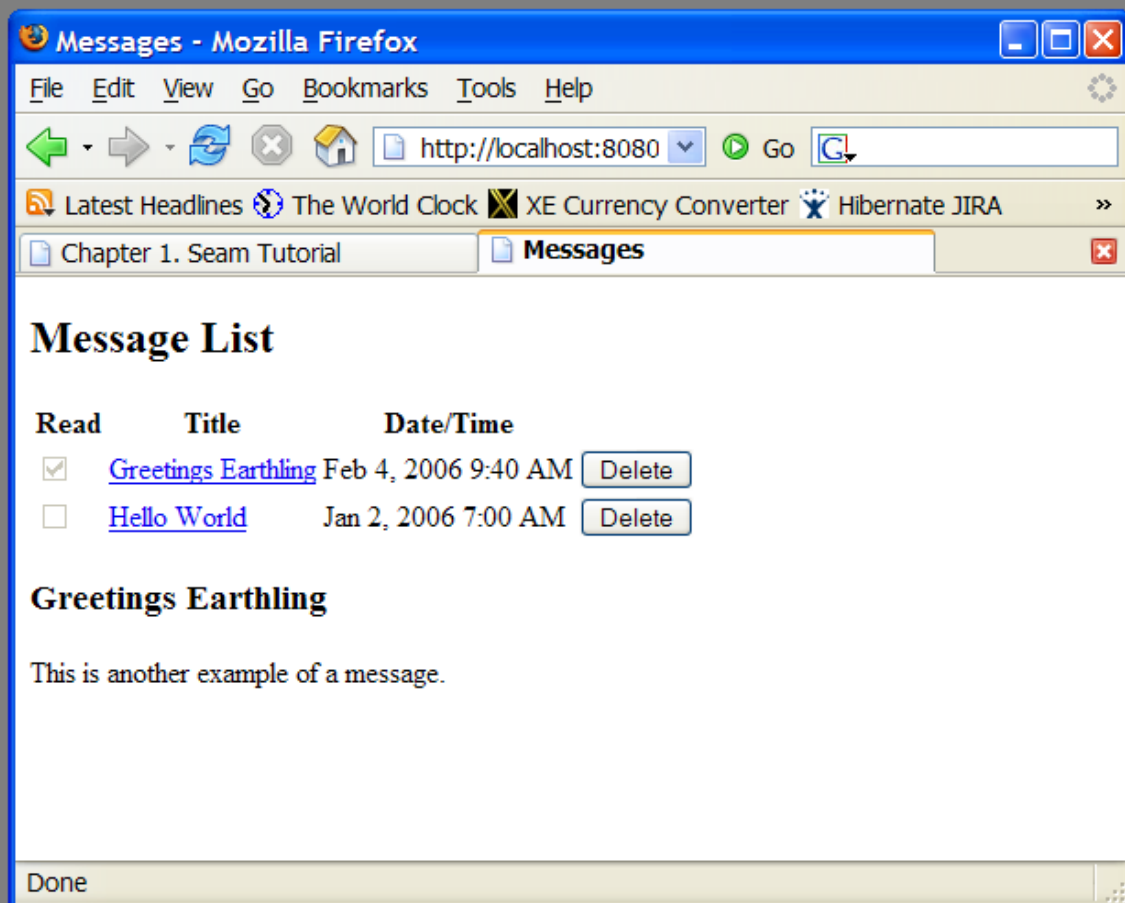 Messages - Mozilla Firefox
File Edit View Go Bookmarks Tools Help
http://localhost:8080 Go G
Latest Headlines The World Clock XE Currency Converter Hibernate JIRA »
Chapter 1. Seam Tutorial Messages
Message List
Read Title Date/Time
Greetings Earthling Feb 4, 2006 9:40 AM Delete
Hello World Jan 2, 2006 7:00 AM Delete
Greetings Earthling
This is another example of a message.
Done